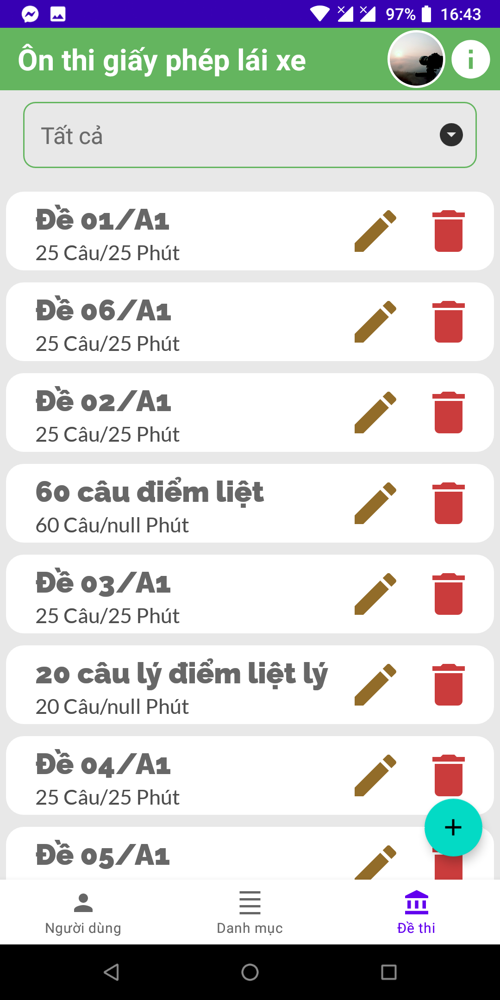 97% 16:43
Ôn thi giấy phép lái xe
Tất cả
Đề 01/A1
25 Câu/25 Phút
Đề 06/A1
25 Câu/25 Phút
Đề 02/A1
25 Câu/25 Phút
60 câu điểm liệt
60 Câu/null Phút
Đề 03/A1
25 Câu/25 Phút
20 câu lý điểm liệt lý
20 Câu/null Phút
Đề 04/A1
25 Câu/25 Phút
Đề 05/A1
Người dùng
Danh mục
Đề thi